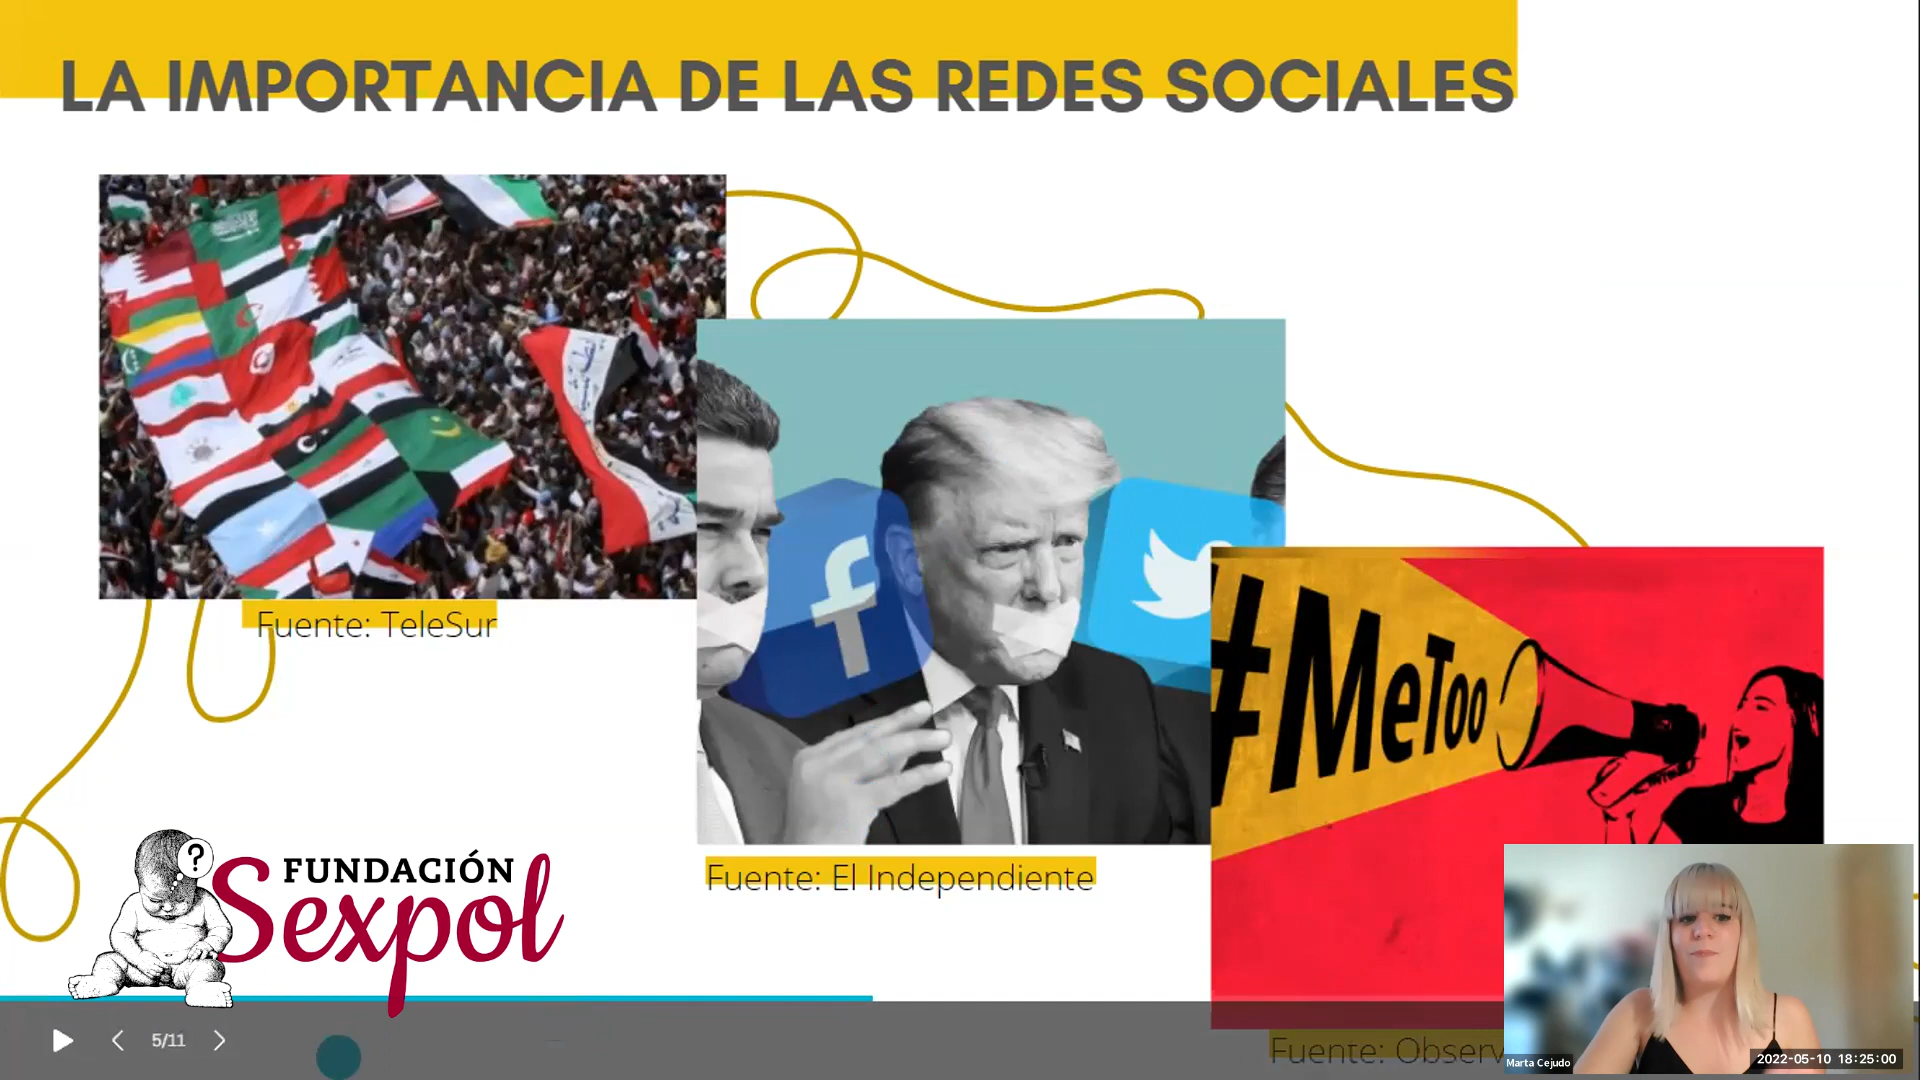 LA IMPORTANCIA DE LAS REDES SOCIALES
Fuente: TeleSur
#MeToo
Fuente: El Independiente
?
FUNDACIÓN
Sexpol
5/11
Fuente: Observ
Marta Cejudo
2022-05-10 18:25:00